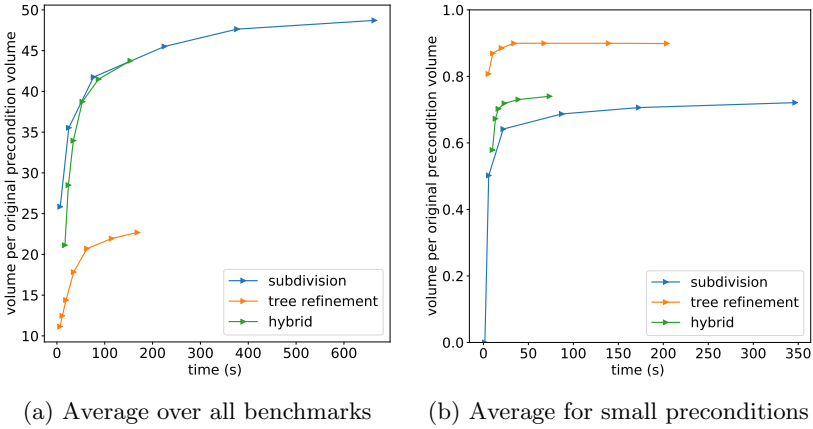 volume per original precondition volume
50
45
40
35
30
25
20
15
10
0 100 200 300 400 500 600
time (s)
subdivision
tree refinement
hybrid
(a) Average over all benchmarks
volume per original precondition volume
1.0
0.8
0.6
0.4
0.2
0.0
0 50 100 150 200 250 300 350
time (s)
subdivision
tree refinement
hybrid
(b) Average for small preconditions